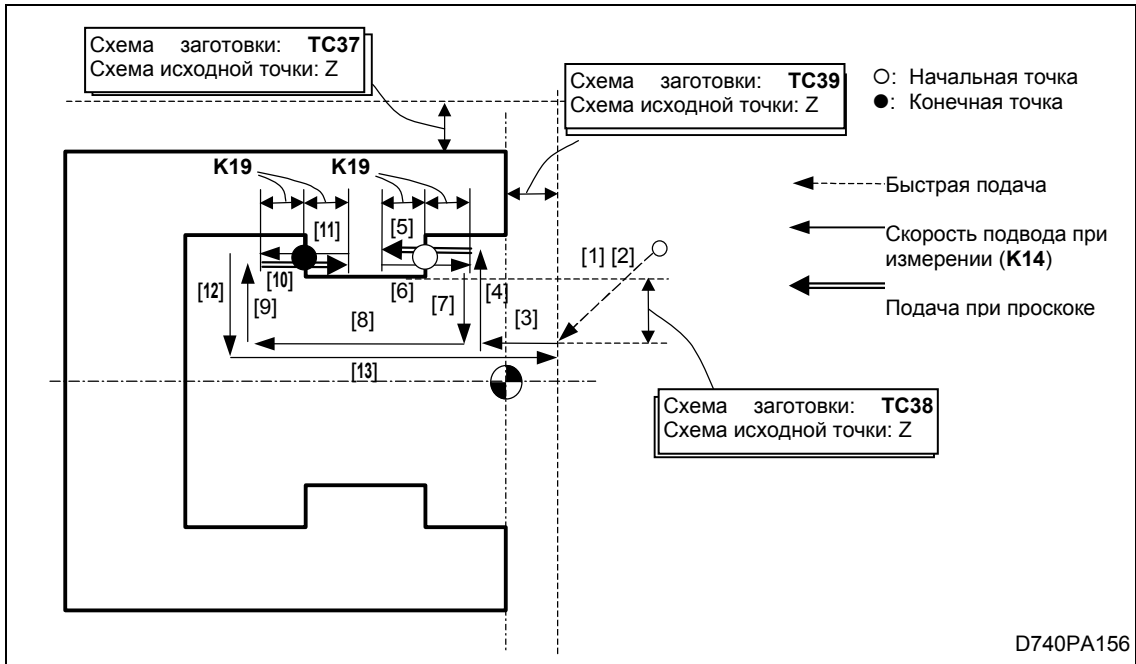 Схема заготовки: TC37
Схема исходной точки: Z
Схема заготовки: TC39
Схема исходной точки: Z
○: Начальная точка
●: Конечная точка
K19 K19
Быстрая подача
[11] [5]
[1] [2]
Скорость подвода при
измерении (K14)
[10] [6]
[12] [9] [7] [4]
[8] [3]
Подача при проскоке
[13]
Схема заготовки: TC38
Схема исходной точки: Z
D740PA156